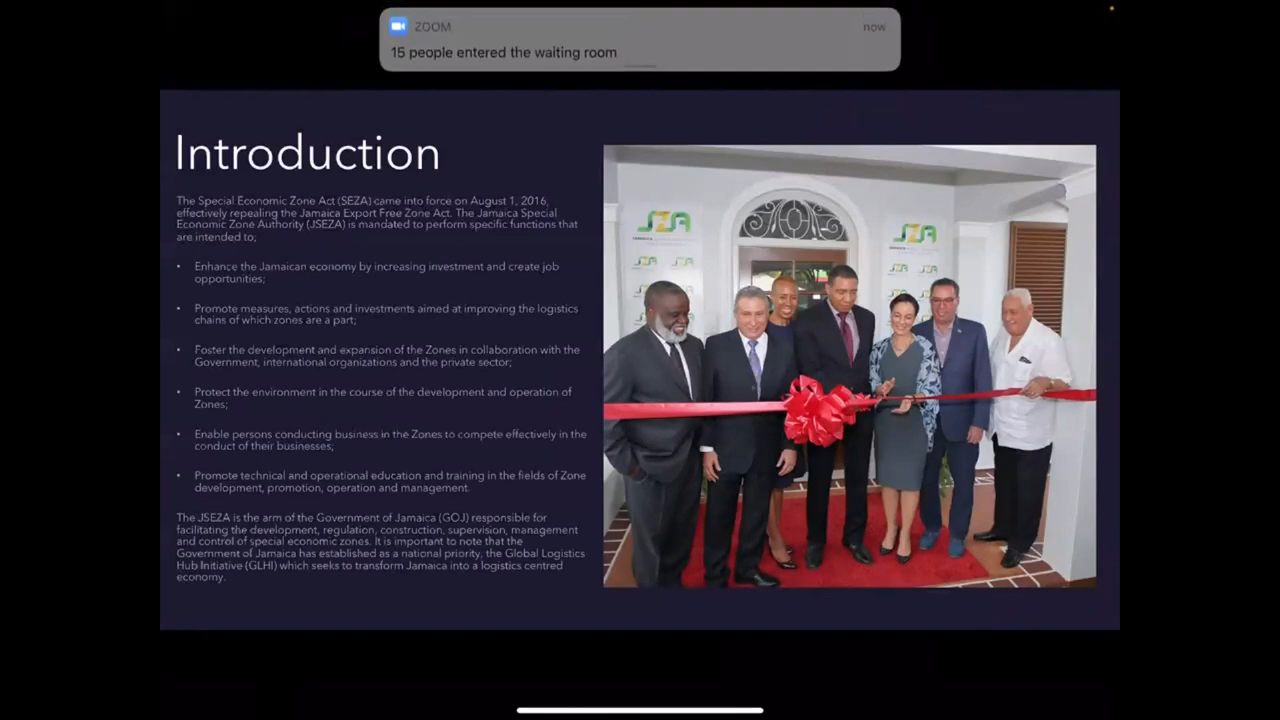 ZOOM
now
15 people entered the waiting room
Introduction
The Special Economic Zone Act (SEZA) came into force on August 1, 2016,
effectively repealing the Jamaica Export Free Zone Act. The Jamaica Special
Economic Zone Authority (JSEZA) is mandated to perform specific functions that
are intended to;
• Enhance the Jamaican economy by increasing investment and create job
opportunities;
• Promote measures, actions and investments aimed at improving the logistics
chains of which zones are a part;
• Foster the development and expansion of the Zones in collaboration with the
Government, international organizations and the private sector;
• Protect the environment in the course of the development and operation of
Zones;
• Enable persons conducting business in the Zones to compete effectively in the
conduct of their businesses;
• Promote technical and operational education and training in the fields of Zone
development, promotion, operation and management.
The JSEZA is the arm of the Government of Jamaica (GOJ) responsible for
facilitating the development, regulation, construction, supervision, management
and control of special economic zones. It is important to note that the
Government of Jamaica has established as a national priority, the Global Logistics
Hub Initiative (GLHI) which seeks to transform Jamaica into a logistics centred
economy.